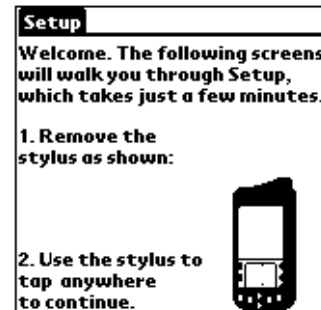 Setup
Welcome. The following screens
will walk you through Setup,
which takes just a few minutes.
1. Remove the
stylus as shown:
2. Use the stylus to
tap anywhere
to continue.